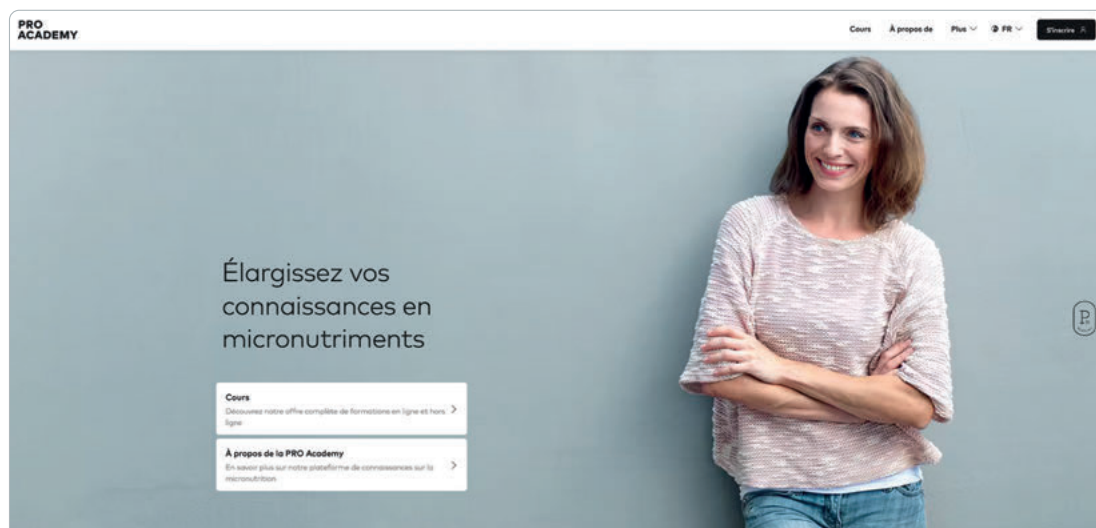 PRO
ACADEMY
Cours À propos de Plus FR S'inscrire
Élargissez vos
connaissances en
micronutriments
Cours
Découvrez notre offre complète de formations en ligne et hors
ligne
À propos de la PRO Academy
En savoir plus sur notre plateforme de connaissances sur la
micronutrition